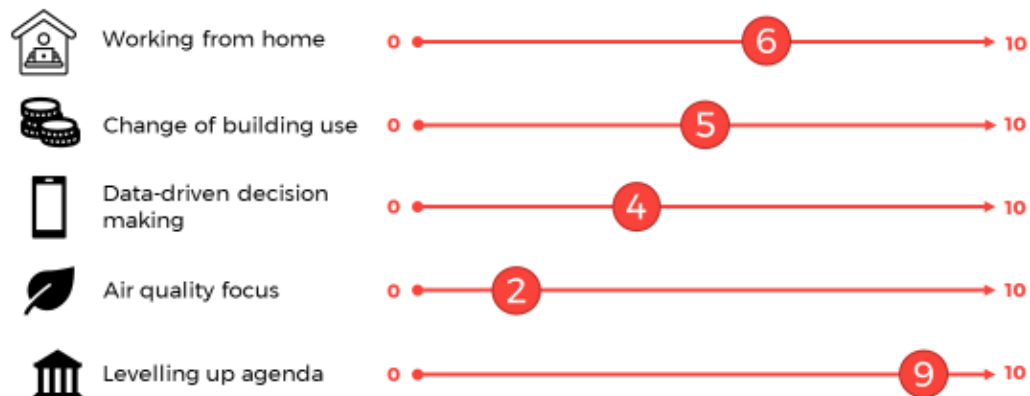 Working from home 0 6 10
Change of building use 0 5 10
Data-driven decision
making 0 4 10
Air quality focus 0 2 10
Levelling up agenda 0 9 10